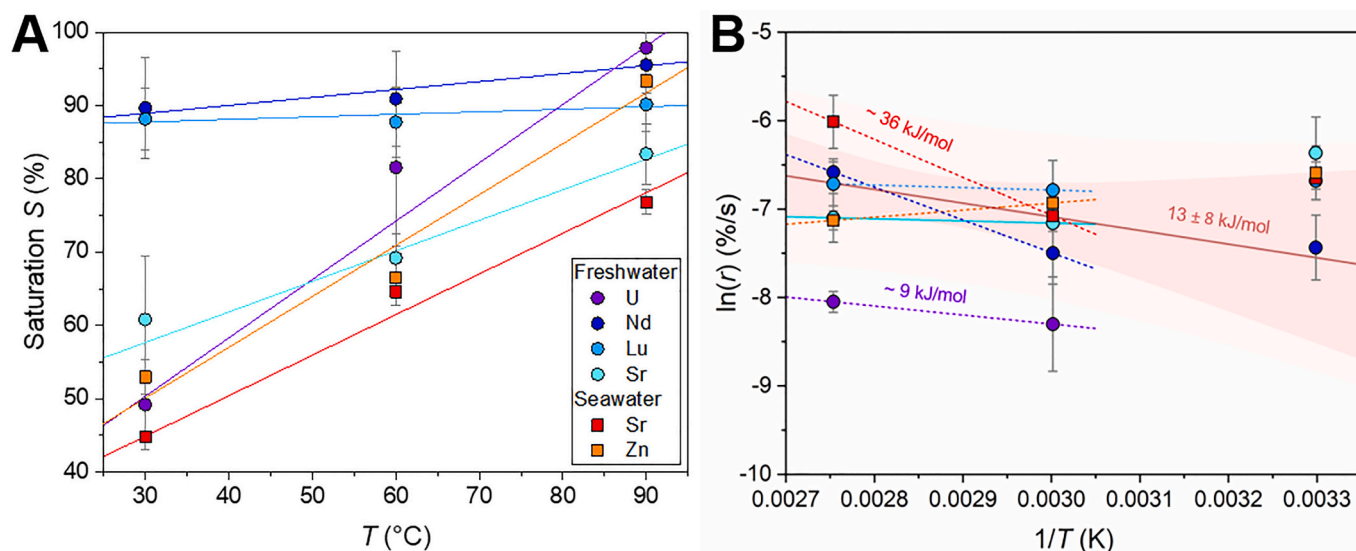 A
100
90
80
70
60
50
40
Saturation S (%)
30
40
50
60
70
80
90
T (°C)
Freshwater
U
Nd
Lu
Sr
Seawater
Sr
Zn
B
-5
-6
-7
-8
-9
-10
ln(r) (%/s)
~ 36 kJ/mol
13 ± 8 kJ/mol
~ 9 kJ/mol
0.0027
0.0028
0.0029
0.0030
0.0031
0.0032
0.0033
1/T (K)